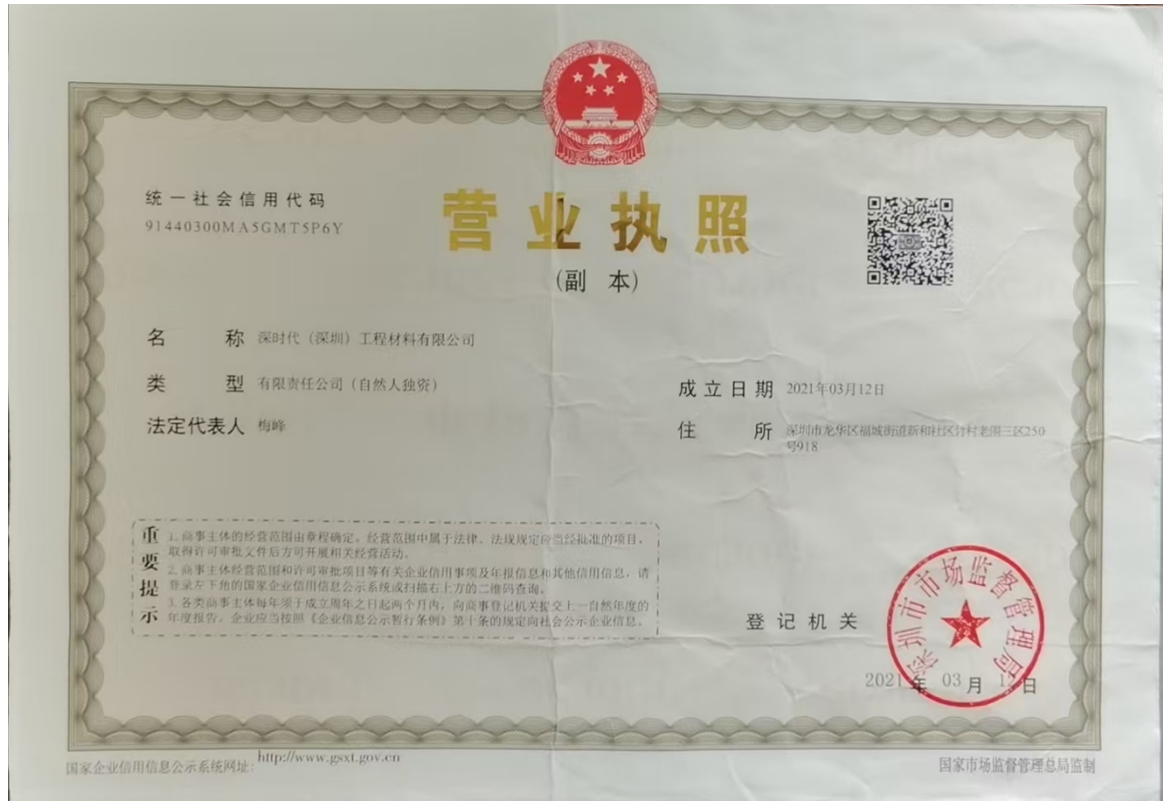 统一社会信用代码
91440300MA5GMT5P6Y
营业执照
(副 本)
名 称 深时代(深圳)工程材料有限公司
类 型 有限责任公司(自然人独资)
法定代表人 梅峰
成立日期 2021年03月12日
住 所 深圳市龙华区福城街道新和社区 村老围三区250
号918
重要提示
1. 商事主体的经营范围由章程确定。经营范围中属于法律、法规规定应当经批准的项目,
取得许可审批文件后方可开展相关经营活动。
2. 商事主体经营范围和许可审批项目等有关企业信用事项及年报信息和其他信用信息,请
登录左下角的国家企业信用信息公示系统或扫描右上方的二维码查询。
3. 各类商事主体每年须于成立周年之日起两个月内,向商事登记机关提交上一自然年度的
年度报告。企业应当按照《企业信息公示暂行条例》第十条的规定向社会公示企业信息。
登记机关
深圳市市场监督管理局
2021年03月12日
国家企业信用信息公示系统网址:http://www.gsxt.gov.cn
国家市场监督管理总局监制